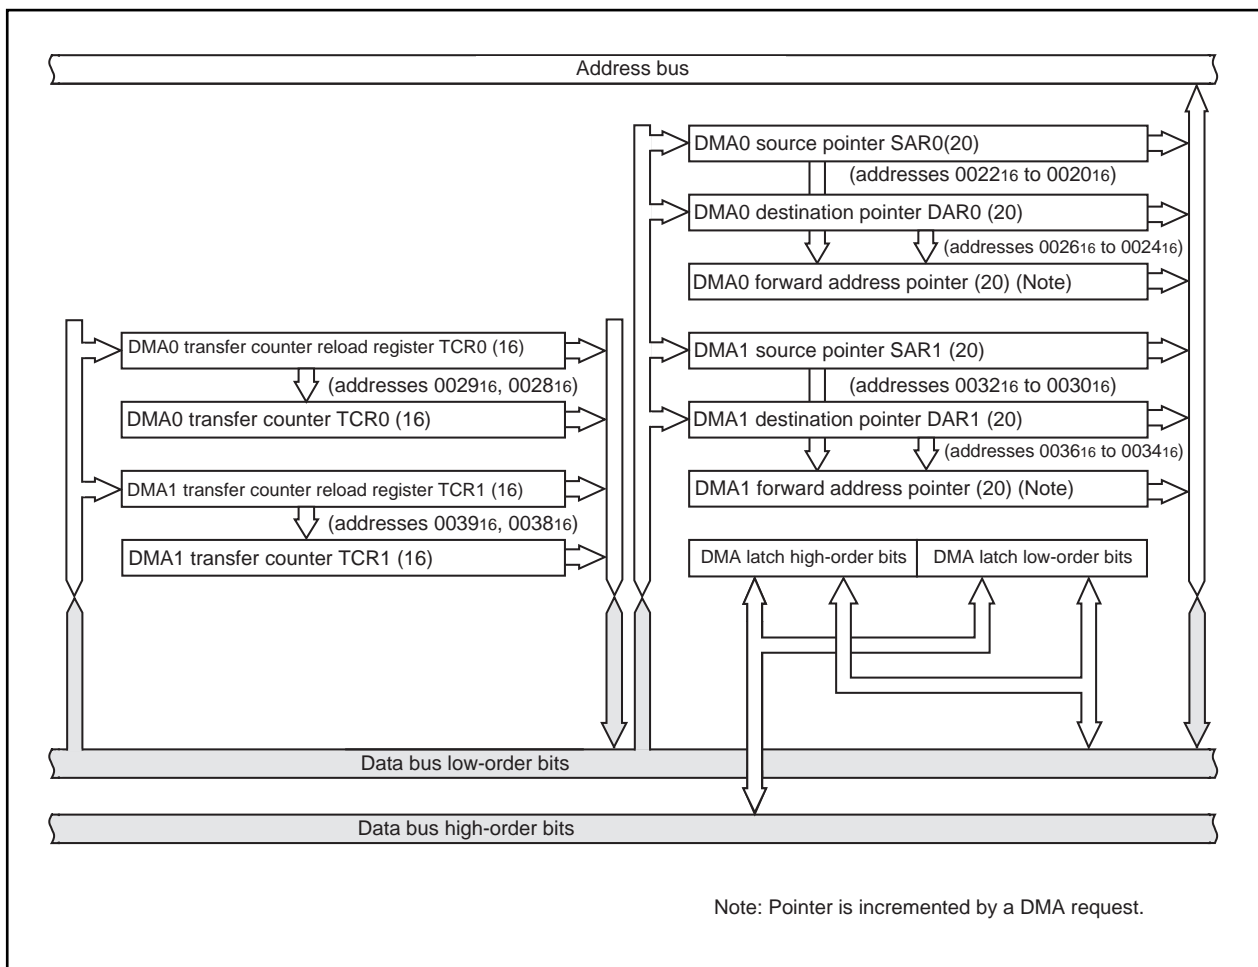 Address bus
DMA0 source pointer SAR0(20)
(addresses 002216 to 002016)
DMA0 destination pointer DAR0 (20)
(addresses 002616 to 002416)
DMA0 forward address pointer (20) (Note)
DMA0 transfer counter reload register TCR0 (16)
(addresses 002916, 002816)
DMA0 transfer counter TCR0 (16)
DMA1 transfer counter reload register TCR1 (16)
(addresses 003916, 003816)
DMA1 transfer counter TCR1 (16)
DMA1 source pointer SAR1 (20)
(addresses 003216 to 003016)
DMA1 destination pointer DAR1 (20)
(addresses 003616 to 003416)
DMA1 forward address pointer (20) (Note)
DMA latch high-order bits
DMA latch low-order bits
Data bus low-order bits
Data bus high-order bits
Note: Pointer is incremented by a DMA request.